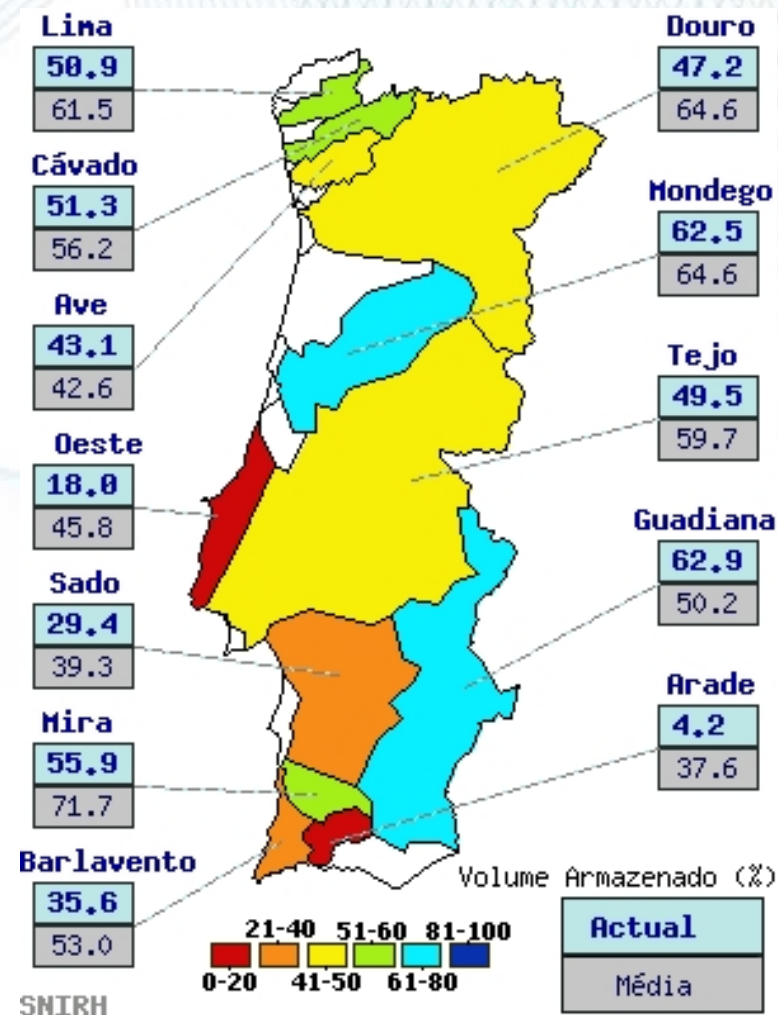 Lima
50.9
61.5
Cávado
51.3
56.2
Ave
43.1
42.6
Oeste
18.0
45.8
Sado
29.4
39.3
Mira
55.9
71.7
Barlavento
35.6
53.0
Douro
47.2
64.6
Mondego
62.5
64.6
Tejo
49.5
59.7
Guadiana
62.9
50.2
Arade
4.2
37.6
Volume Armazenado (%)
Actual
Média
21-40 51-60 81-100
0-20 41-50 61-80
SNIRH